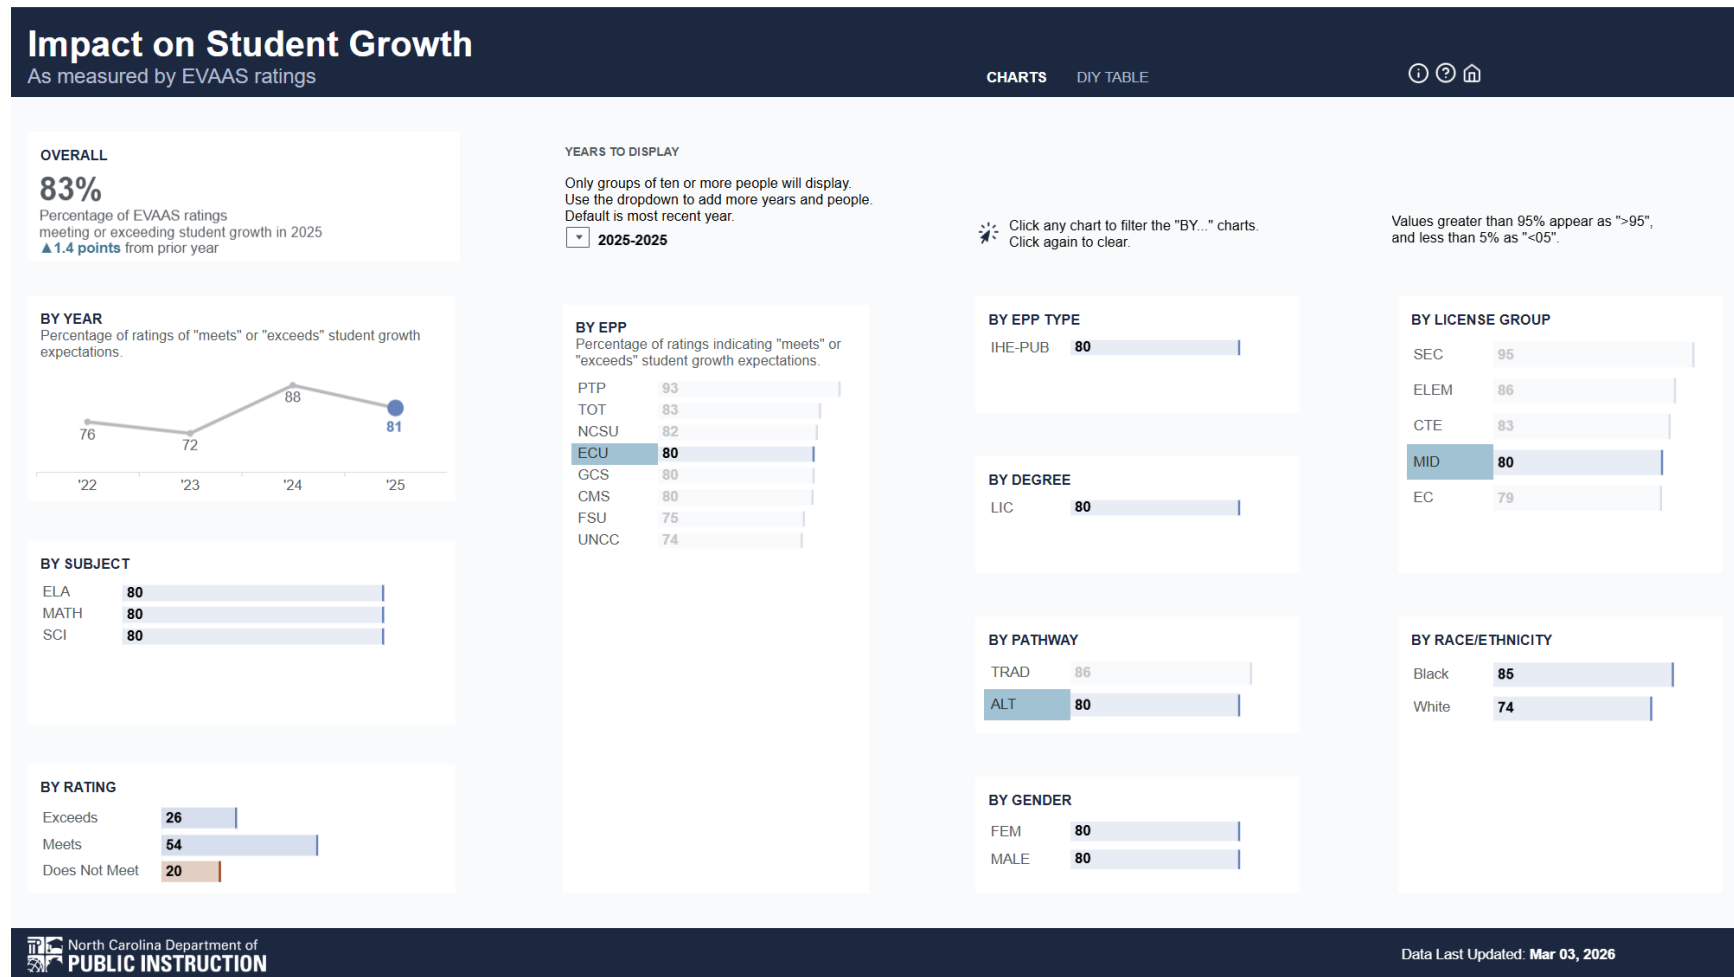 Impact on Student Growth
As measured by EVAAS ratings
CHARTS
DIY TABLE
OVERALL
83%
Percentage of EVAAS ratings
meeting or exceeding student growth in 2025
▲1.4 points from prior year
YEARS TO DISPLAY
Only groups of ten or more people will display.
Use the dropdown to add more years and people.
Default is most recent year.
2025-2025
Click any chart to filter the "BY..." charts.
Click again to clear.
Values greater than 95% appear as ">95",
and less than 5% as "<05".
BY YEAR
Percentage of ratings of "meets" or "exceeds" student growth
expectations.
76
72
88
81
'22 '23 '24 '25
BY SUBJECT
ELA 80
MATH 80
SCI 80
BY RATING
Exceeds 26
Meets 54
Does Not Meet 20
BY EPP
Percentage of ratings indicating "meets" or
"exceeds" student growth expectations.
PTP 93
TOT 83
NCSU 82
ECU 80
GCS 80
CMS 80
FSU 75
UNCC 74
BY EPP TYPE
IHE-PUB 80
BY DEGREE
LIC 80
BY PATHWAY
TRAD 86
ALT 80
BY GENDER
FEM 80
MALE 80
BY LICENSE GROUP
SEC 95
ELEM 86
CTE 83
MID 80
EC 79
BY RACE/ETHNICITY
Black 85
White 74
North Carolina Department of
PUBLIC INSTRUCTION
Data Last Updated: Mar 03, 2026